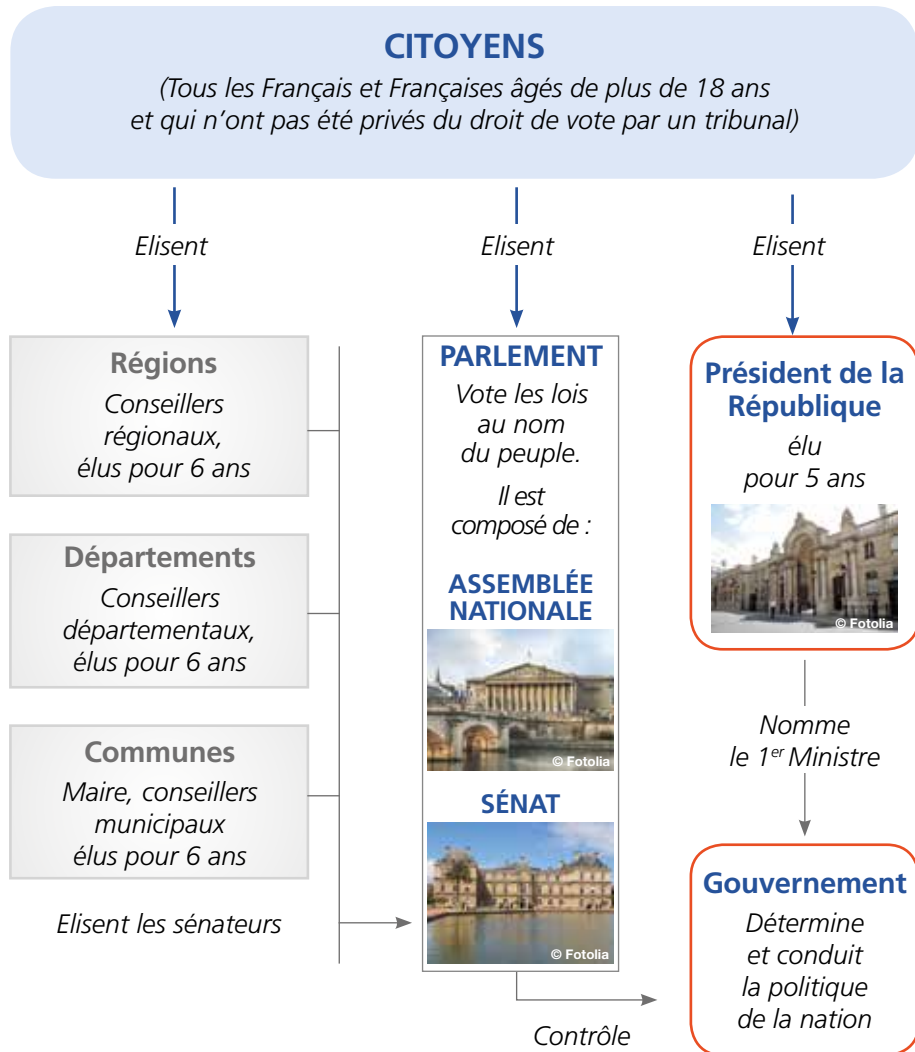 CITOYENS
(Tous les Français et Françaises âgés de plus de 18 ans
et qui n’ont pas été privés du droit de vote par un tribunal)
Elisent
Elisent
Elisent
Régions
Conseillers
régionaux,
élus pour 6 ans
Départements
Conseillers
départementaux,
élus pour 6 ans
Communes
Maire, conseillers
municipaux
élus pour 6 ans
Elisent les sénateurs
PARLEMENT
Vote les lois
au nom
du peuple.
Il est
composé de :
ASSEMBLÉE
NATIONALE
© Fotolia
SÉNAT
© Fotolia
Contrôle
Président de la
République
élu
pour 5 ans
© Fotolia
Nomme
le 1er Ministre
Gouvernement
Détermine
et conduit
la politique
de la nation